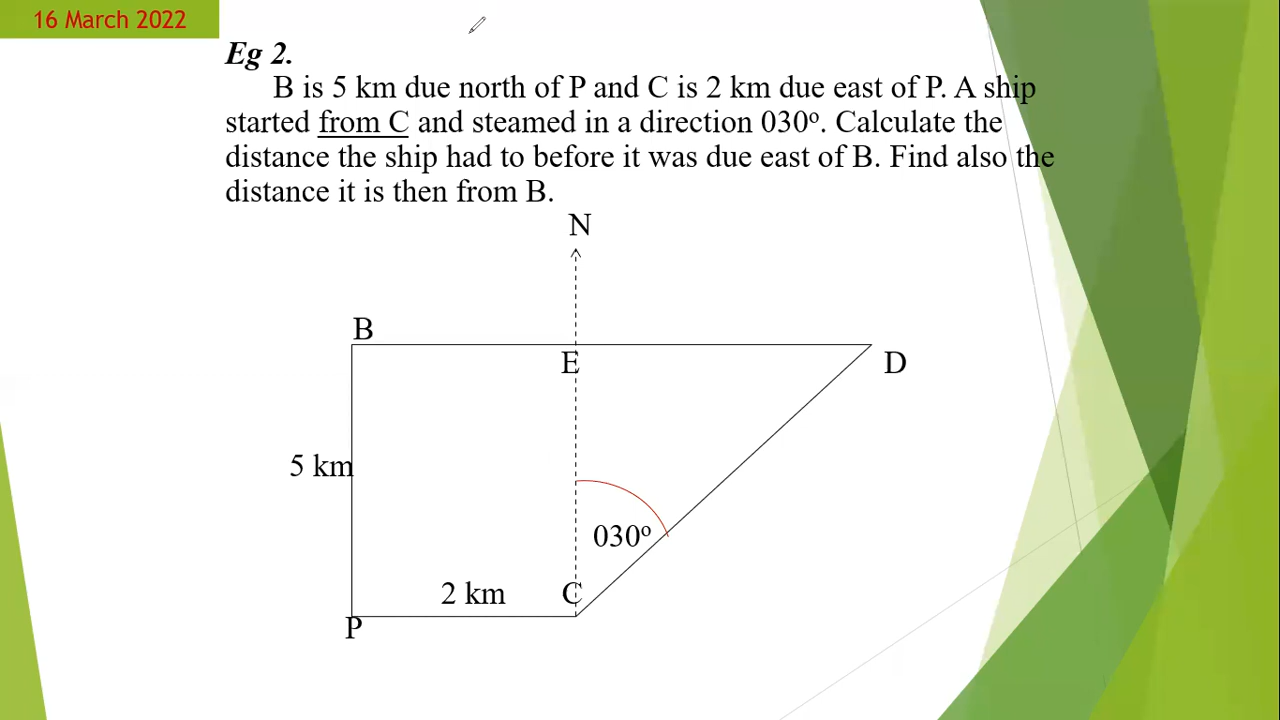 16 March 2022
Eg 2.
B is 5 km due north of P and C is 2 km due east of P. A ship
started from C and steamed in a direction 030º. Calculate the
distance the ship had to before it was due east of B. Find also the
distance it is then from B.
N
B
E
D
5 km
030º
2 km
C
P